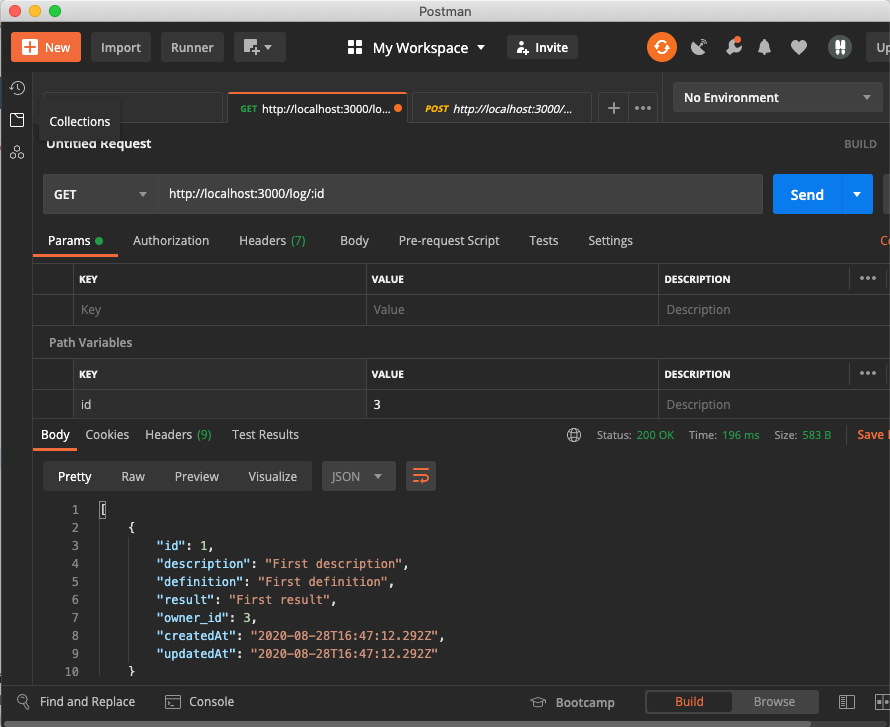 Postman
New Import Runner My Workspace Invite Up
GET http://localhost:3000/lo... POST http://localhost:3000/... No Environment
Collections
Untitled Request BUILD
GET http://localhost:3000/log/:id Send
Params Authorization Headers (7) Body Pre-request Script Tests Settings Co
KEY VALUE DESCRIPTION
Key Value Description
Path Variables
KEY VALUE DESCRIPTION
id 3 Description
Body Cookies Headers (9) Test Results Status: 200 OK Time: 196 ms Size: 583 B Save
Pretty Raw Preview Visualize JSON
1 [
2 {
3 "id": 1,
4 "description": "First description",
5 "definition": "First definition",
6 "result": "First result",
7 "owner_id": 3,
8 "createdAt": "2020-08-28T16:47:12.292Z",
9 "updatedAt": "2020-08-28T16:47:12.292Z"
10 }
Find and Replace Console Bootcamp Build Browse